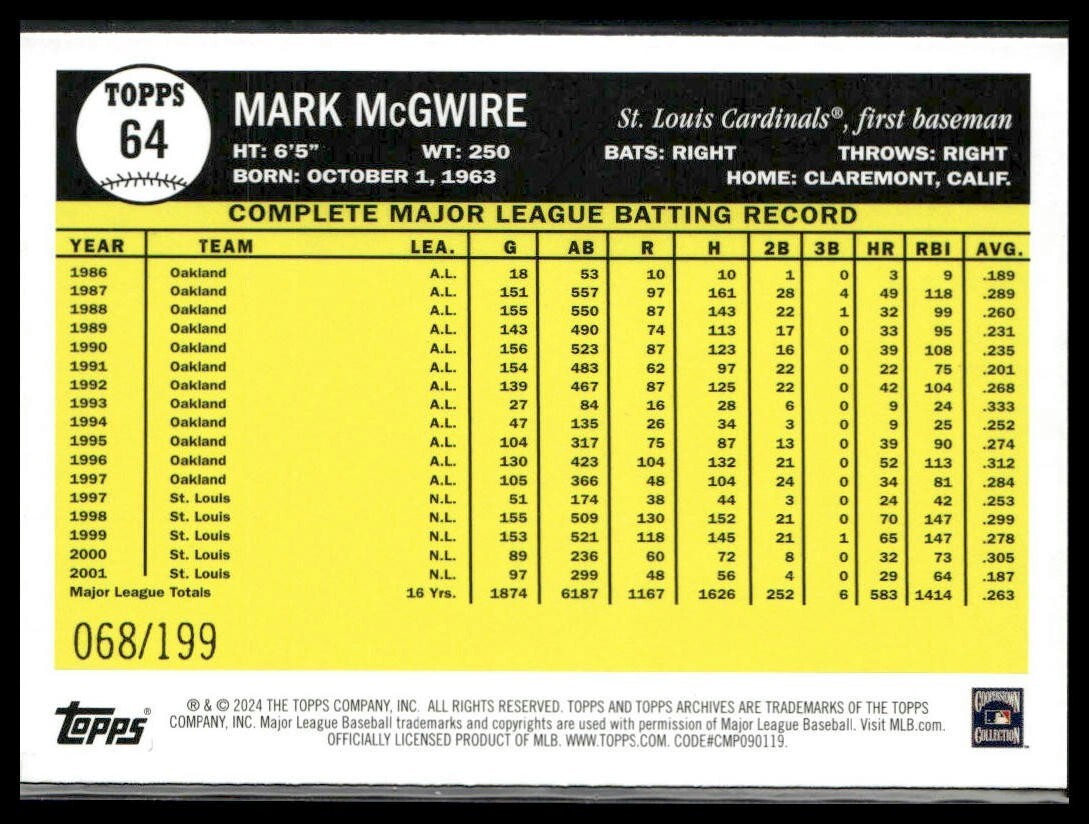 TOPPS
64
MARK McGWIRE
St. Louis Cardinals®, first baseman
HT: 6'5" WT: 250 BATS: RIGHT THROWS: RIGHT
BORN: OCTOBER 1, 1963 HOME: CLAREMONT, CALIF.
COMPLETE MAJOR LEAGUE BATTING RECORD
YEAR TEAM LEA. G AB R H 2B 3B HR RBI AVG.
1986 Oakland A.L. 18 53 10 10 1 0 3 9 .189
1987 Oakland A.L. 151 557 97 161 28 4 49 118 .289
1988 Oakland A.L. 155 550 87 143 22 1 32 99 .260
1989 Oakland A.L. 143 490 74 113 17 0 33 95 .231
1990 Oakland A.L. 156 523 87 123 16 0 39 108 .235
1991 Oakland A.L. 154 483 62 97 22 0 22 75 .201
1992 Oakland A.L. 139 467 87 125 22 0 42 104 .268
1993 Oakland A.L. 27 84 16 28 6 0 9 24 .333
1994 Oakland A.L. 47 135 26 34 3 0 9 25 .252
1995 Oakland A.L. 104 317 75 87 13 0 39 90 .274
1996 Oakland A.L. 130 423 104 132 21 0 52 113 .312
1997 Oakland A.L. 105 366 48 104 24 0 34 81 .284
1997 St. Louis N.L. 51 174 38 44 3 0 24 42 .253
1998 St. Louis N.L. 155 509 130 152 21 0 70 147 .299
1999 St. Louis N.L. 153 521 118 145 21 1 65 147 .278
2000 St. Louis N.L. 89 236 60 72 8 0 32 73 .305
2001 St. Louis N.L. 97 299 48 56 4 0 29 64 .187
Major League Totals 16 Yrs. 1874 6187 1167 1626 252 6 583 1414 .263
068/199
Topps®
® & © 2024 THE TOPPS COMPANY, INC. ALL RIGHTS RESERVED. TOPPS AND TOPPS ARCHIVES ARE TRADEMARKS OF THE TOPPS
COMPANY, INC. Major League Baseball trademarks and copyrights are used with permission of Major League Baseball. Visit MLB.com.
OFFICIALLY LICENSED PRODUCT OF MLB. WWW.TOPPS.COM. CODE#CMP090119.
COOPERSTOWN
COLLECTION